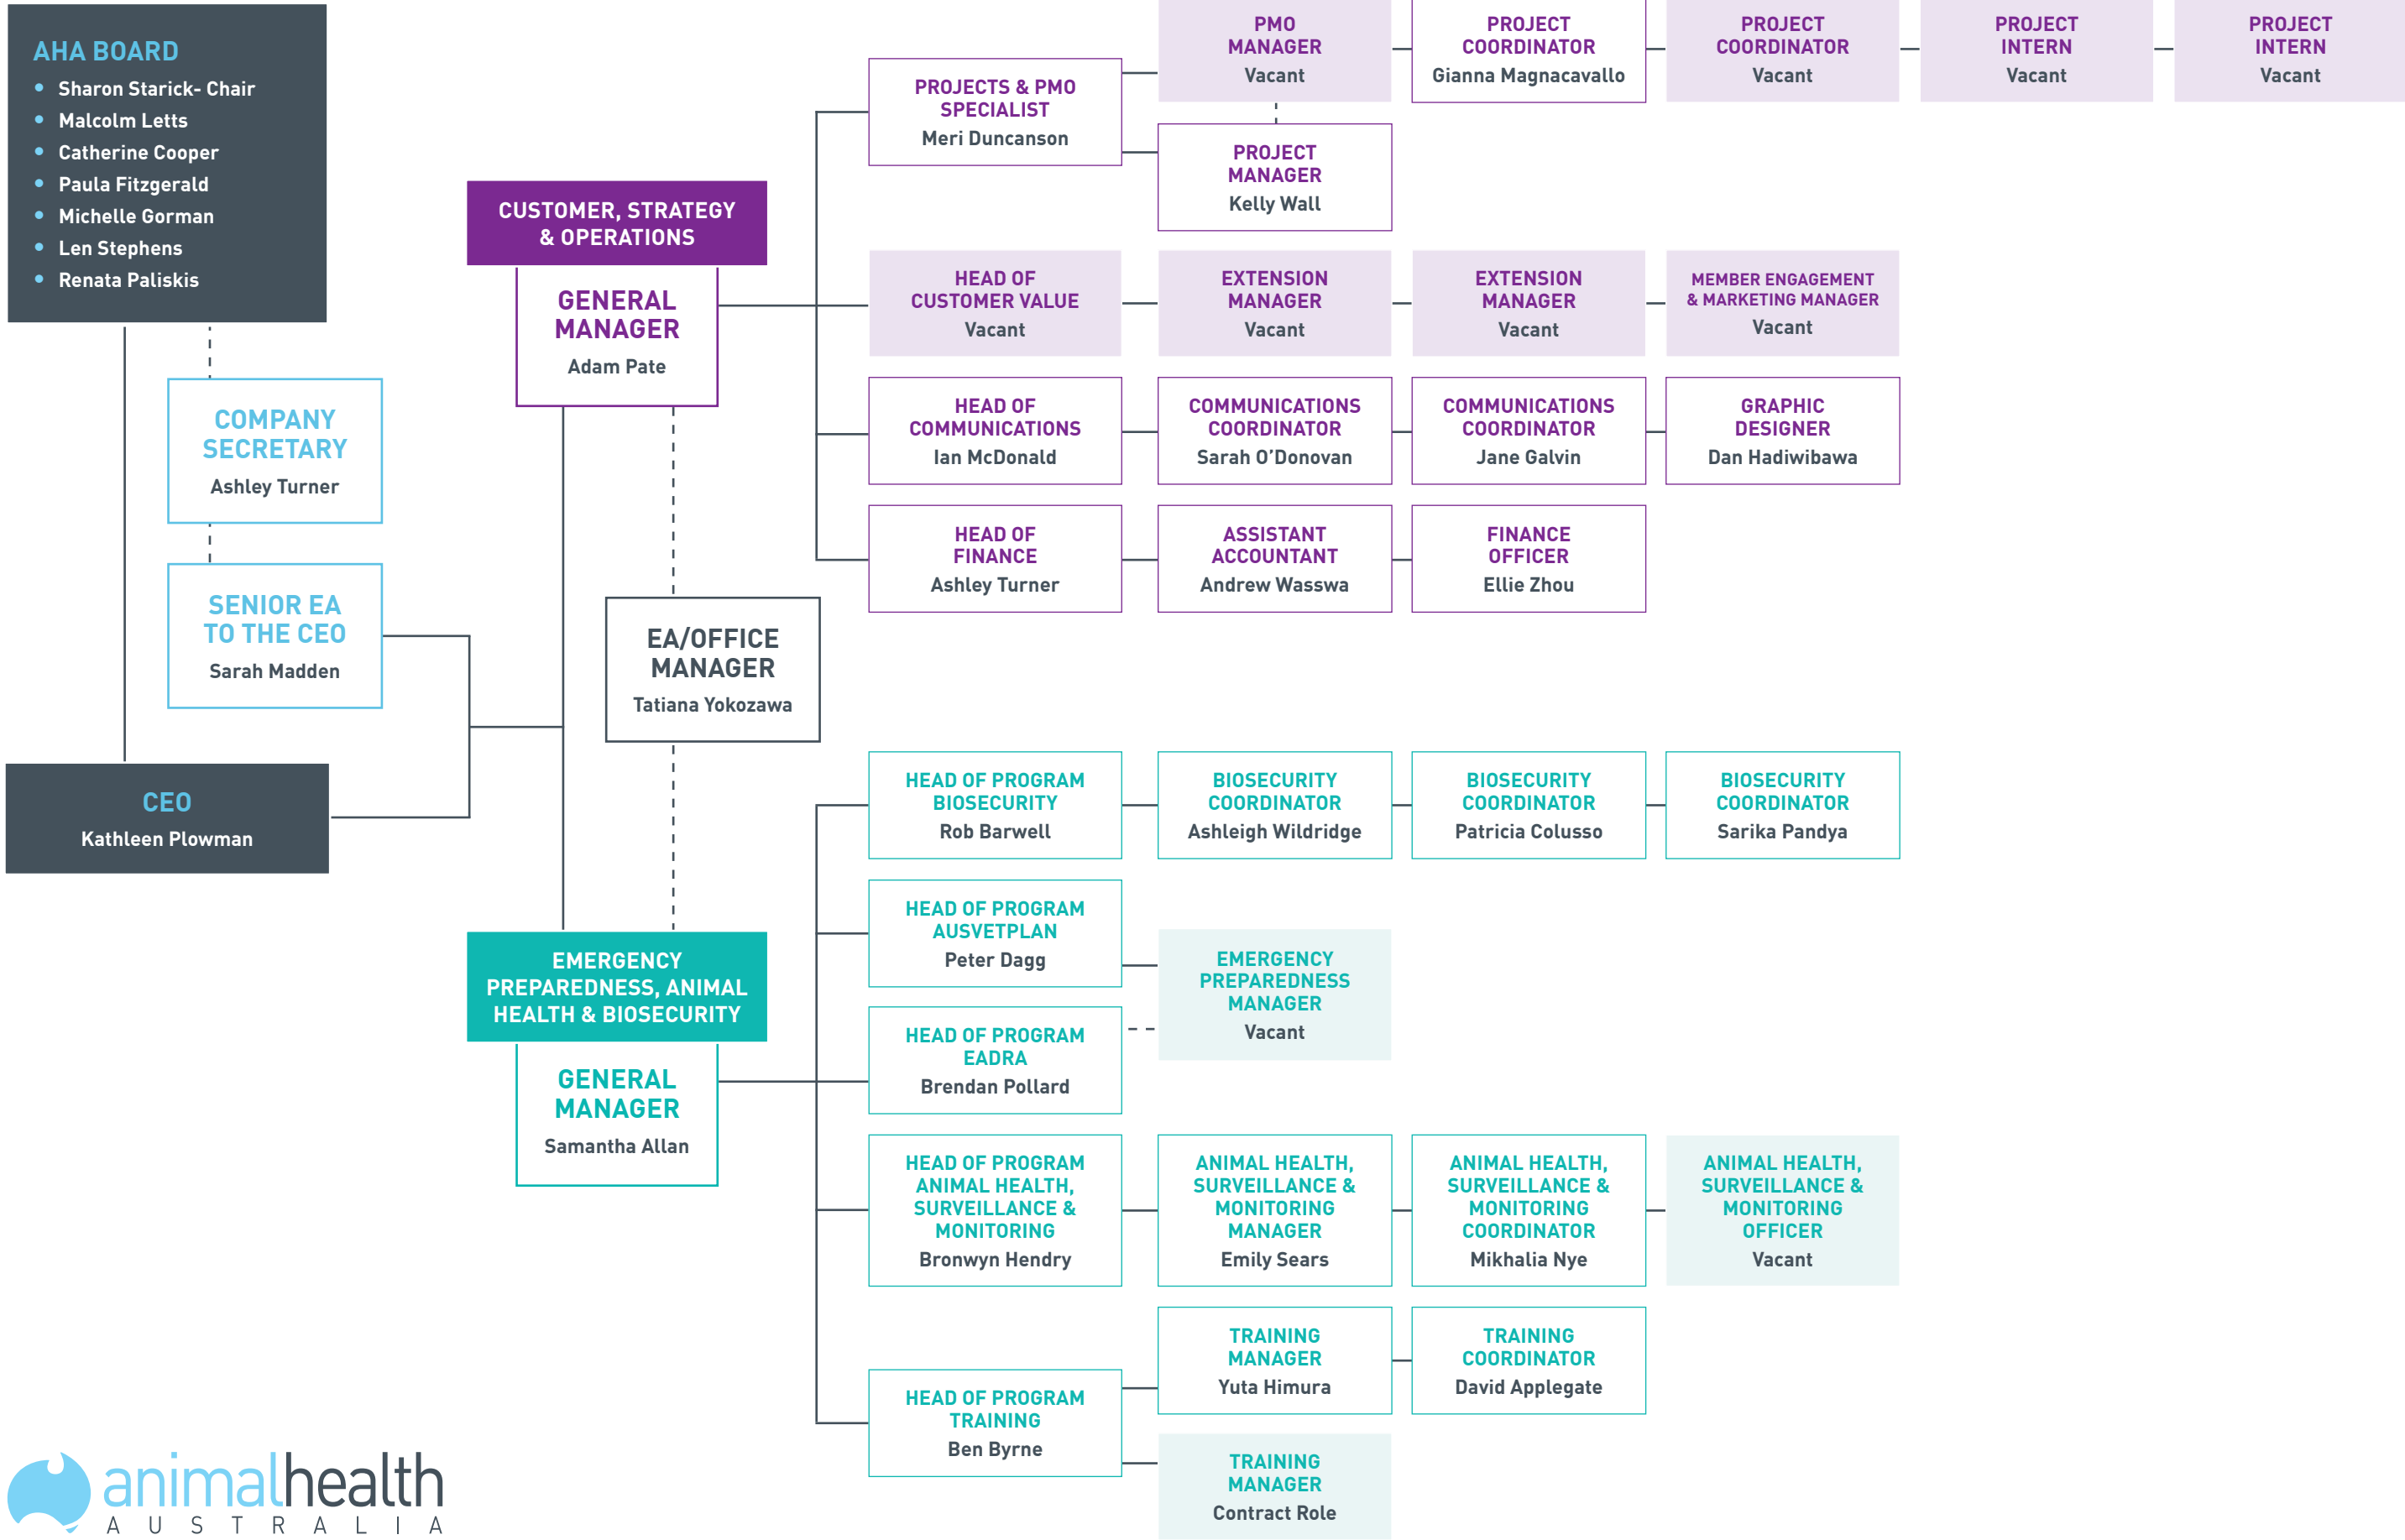 AHA BOARD
Sharon Starick- Chair
Malcolm Letts
Catherine Cooper
Paula Fitzgerald
Michelle Gorman
Len Stephens
Renata Paliskis
COMPANY
SECRETARY
Ashley Turner
SENIOR EA
TO THE CEO
Sarah Madden
CEO
Kathleen Plowman
CUSTOMER, STRATEGY
& OPERATIONS
GENERAL
MANAGER
Adam Pate
EA/OFFICE
MANAGER
Tatiana Yokozawa
EMERGENCY
PREPAREDNESS, ANIMAL
HEALTH & BIOSECURITY
GENERAL
MANAGER
Samantha Allan
PROJECTS & PMO
SPECIALIST
Meri Duncanson
PMO
MANAGER
Vacant
PROJECT
COORDINATOR
Gianna Magnacavallo
PROJECT
COORDINATOR
Vacant
PROJECT
INTERN
Vacant
PROJECT
INTERN
Vacant
PROJECT
MANAGER
Kelly Wall
HEAD OF
CUSTOMER VALUE
Vacant
EXTENSION
MANAGER
Vacant
EXTENSION
MANAGER
Vacant
MEMBER ENGAGEMENT
& MARKETING MANAGER
Vacant
HEAD OF
COMMUNICATIONS
Ian McDonald
COMMUNICATIONS
COORDINATOR
Sarah O’Donovan
COMMUNICATIONS
COORDINATOR
Jane Galvin
GRAPHIC
DESIGNER
Dan Hadiwibawa
HEAD OF
FINANCE
Ashley Turner
ASSISTANT
ACCOUNTANT
Andrew Wasswa
FINANCE
OFFICER
Ellie Zhou
HEAD OF PROGRAM
BIOSECURITY
Rob Barwell
BIOSECURITY
COORDINATOR
Ashleigh Wildridge
BIOSECURITY
COORDINATOR
Patricia Colusso
BIOSECURITY
COORDINATOR
Sarika Pandya
HEAD OF PROGRAM
AUSVETPLAN
Peter Dagg
EMERGENCY
PREPAREDNESS
MANAGER
Vacant
HEAD OF PROGRAM
EADRA
Brendan Pollard
HEAD OF PROGRAM
ANIMAL HEALTH,
SURVEILLANCE &
MONITORING
Bronwyn Hendry
ANIMAL HEALTH,
SURVEILLANCE &
MONITORING
MANAGER
Emily Sears
ANIMAL HEALTH,
SURVEILLANCE &
MONITORING
COORDINATOR
Mikhalia Nye
ANIMAL HEALTH,
SURVEILLANCE &
MONITORING
OFFICER
Vacant
HEAD OF PROGRAM
TRAINING
Ben Byrne
TRAINING
MANAGER
Yuta Himura
TRAINING
COORDINATOR
David Applegate
TRAINING
MANAGER
Contract Role
animalhealth
AUSTRALIA